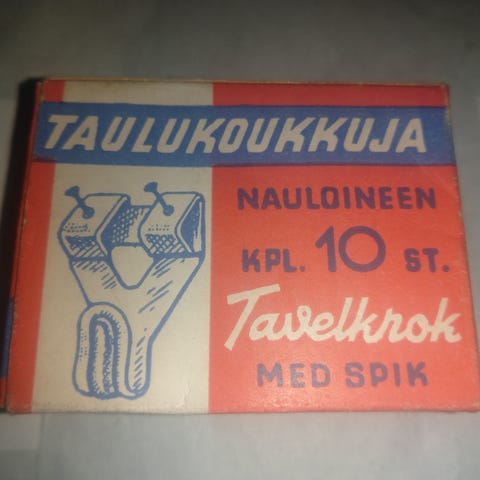 TAULUKOUKKUJA
NAULOINEEN
KPL. 10 ST.
Tavelkrok
MED SPIK